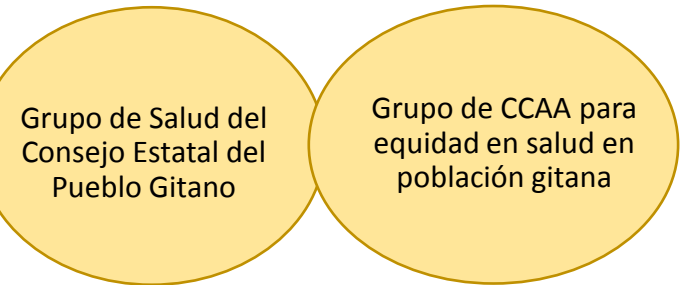 Grupo de Salud del
Consejo Estatal del
Pueblo Gitano
Grupo de CCAA para
equidad en salud en
población gitana